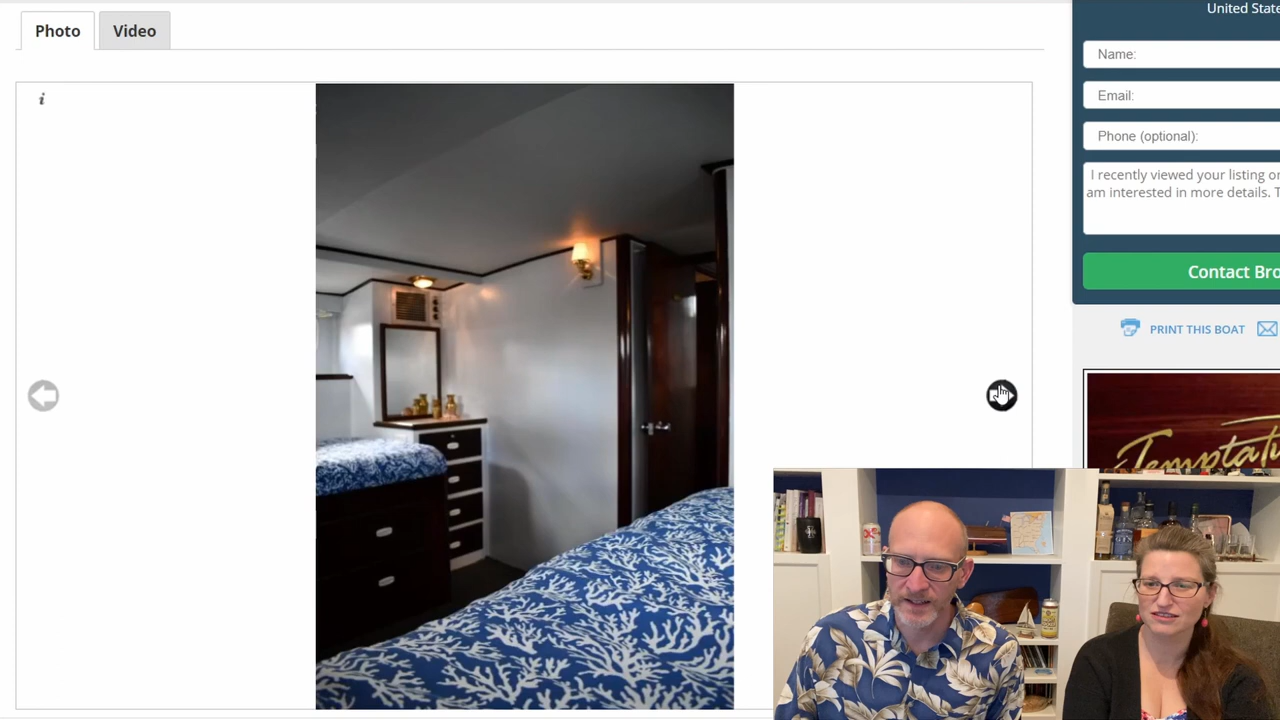 Photo
Video
i
United State
Name:
Email:
Phone (optional):
I recently viewed your listing o
am interested in more details. T
Contact Bro
PRINT THIS BOAT
Temptati